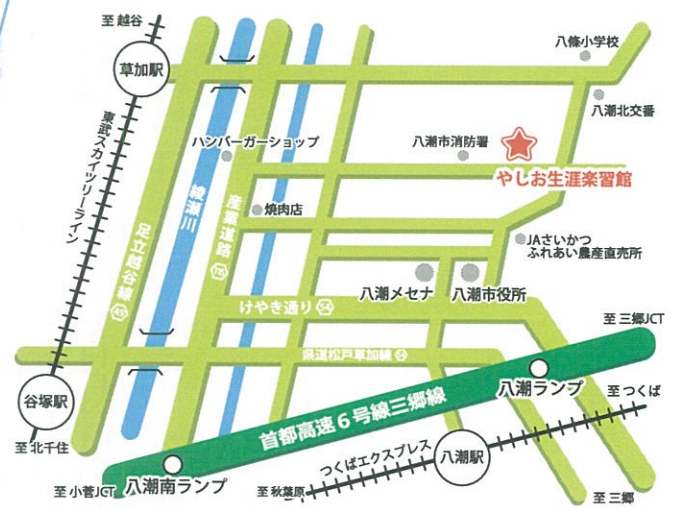 至 越谷
草加駅
八條小学校
八潮北交番
東武スカイツリーライン
ハンバーガーショップ
八潮市消防署
やしお生涯楽習館
綾瀬川
産業道路
焼肉店
足立越谷線
49
JAさいかつ
ふれあい農産直売所
八潮メセナ
八潮市役所
けやき通り 54
至 三郷JCT
県道松戸草加線
谷塚駅
八潮ランプ
至 つくば
首都高速6号線三郷線
至 北千住
つくばエクスプレス
八潮駅
至 小菅JCT
八潮南ランプ
至 秋葉原
至 三郷